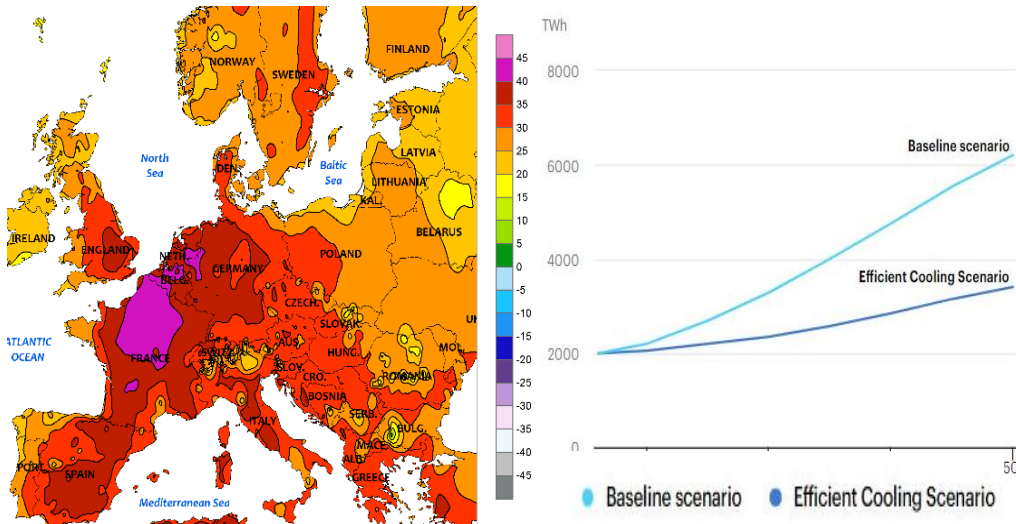 FINLAND
NORWAY
SWEDEN
ESTONIA
LATVIA
North
Sea
DEN.
Baltic
Sea
LITHUANIA
KAL.
IRELAND
ENGLAND
BELARUS
NETH.
BELG.
GERMANY
POLAND
CZECH.
SLOVAK.
ATLANTIC
OCEAN
FRANCE
AUS.
HUNG.
MOL.
SLOV.
CRO.
ROMANIA
BOSNIA
SERB.
ITALY
BULG.
MACE.
ALB.
PORT.
SPAIN
GREECE
Mediterranean Sea
45
40
35
30
25
20
15
10
5
0
-5
-10
-15
-20
-25
-30
-35
-40
-45
TWh
8000
6000
4000
2000
0
Baseline scenario
Efficient Cooling Scenario
50
Baseline scenario
Efficient Cooling Scenario